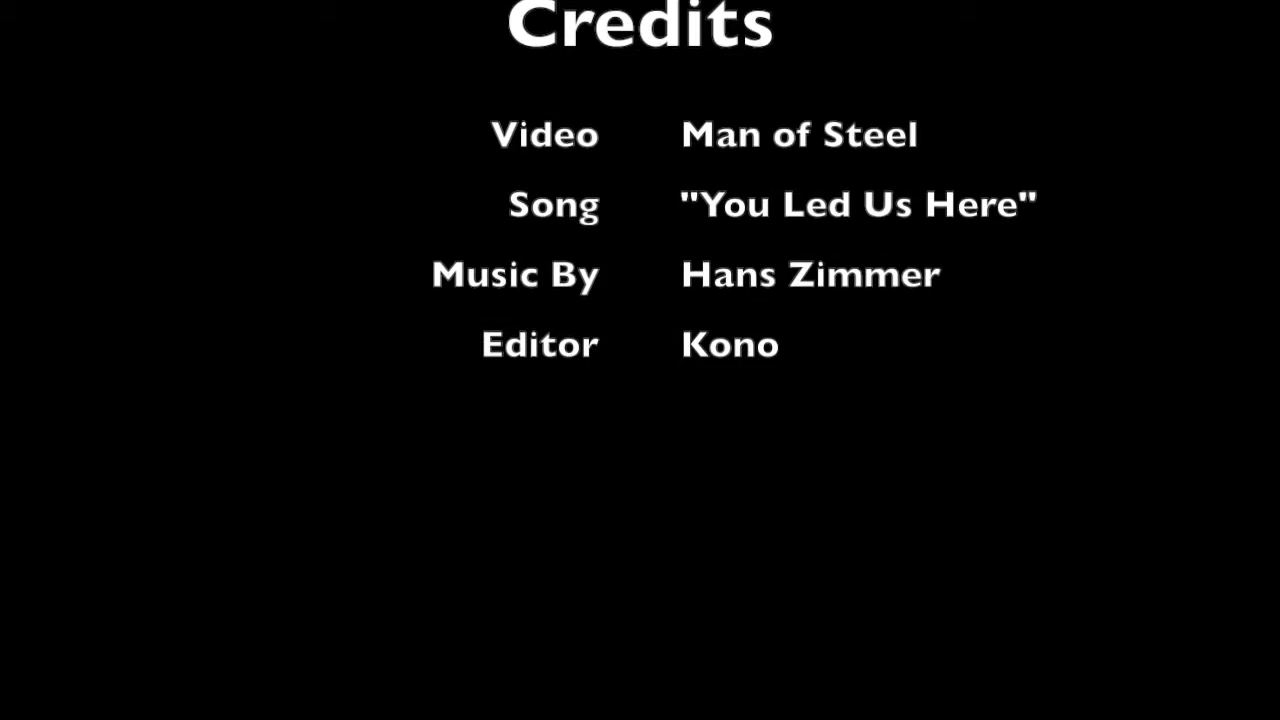 Credits
Video Man of Steel
Song "You Led Us Here"
Music By Hans Zimmer
Editor Kono